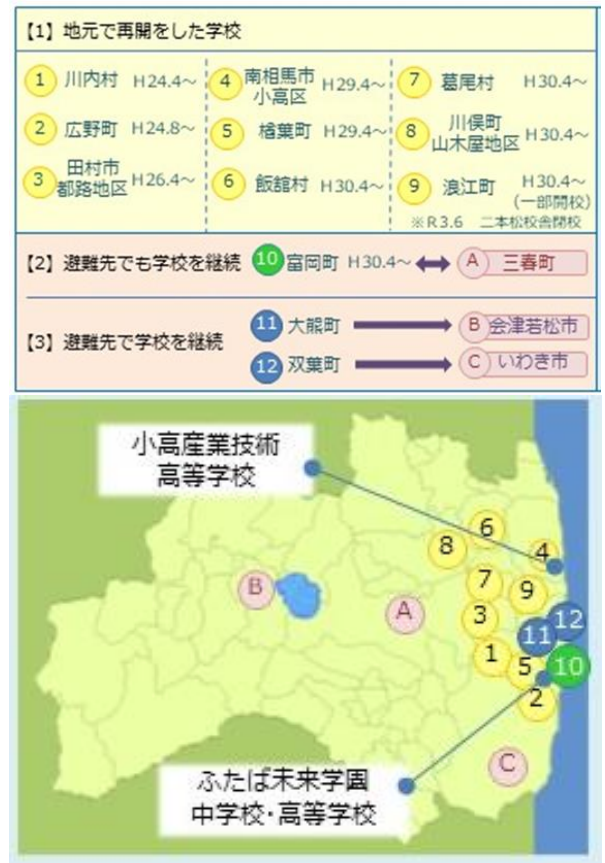 【1】地元で再開をした学校
1 川内村 H24.4～
2 広野町 H24.8～
3 田村市
都路地区 H26.4～
4 南相馬市
小高区 H29.4～
5 楢葉町 H29.4～
6 飯舘村 H30.4～
7 葛尾村 H30.4～
8 川俣町
山木屋地区 H30.4～
9 浪江町 H30.4～
(一部開校)
※R3.6 二本松校舎閉校
【2】避難先でも学校を継続 10 富岡町 H30.4～ A 三春町
【3】避難先で学校を継続
11 大熊町 B 会津若松市
12 双葉町 C いわき市
小高産業技術
高等学校
6
8
4
7
9
B
A
3
12
11
1
5
10
2
C
ふたば未来学園
中学校・高等学校